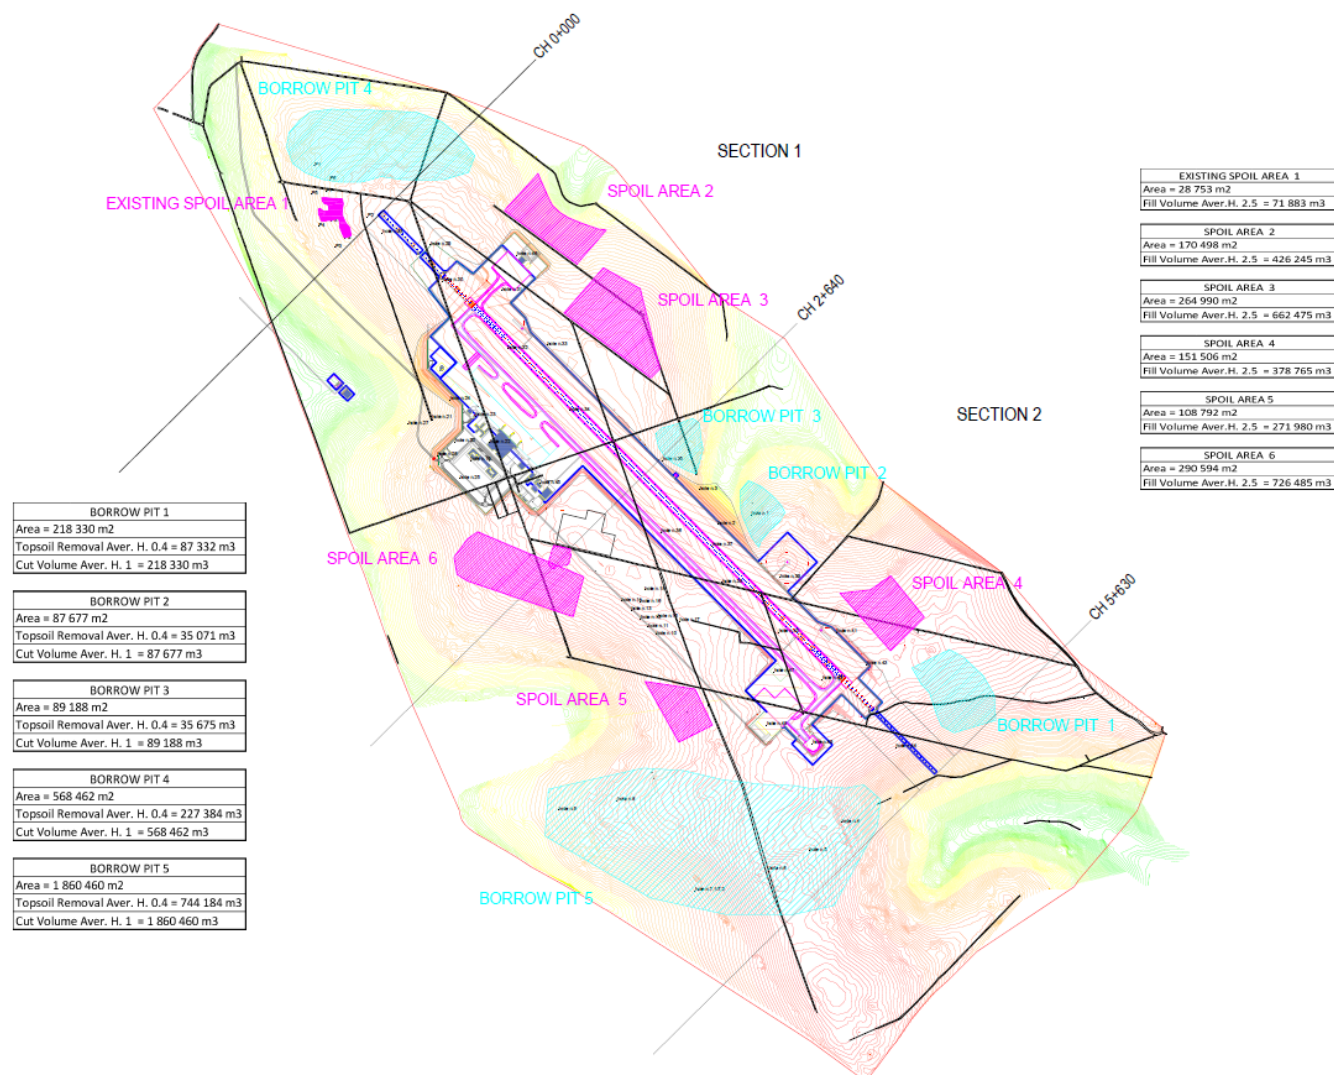 CH 0+000
BORROW PIT 4
SECTION 1
EXISTING SPOIL AREA 1
SPOIL AREA 2
SPOIL AREA 3
CH 2+640
BORROW PIT 3
SECTION 2
BORROW PIT 2
SPOIL AREA 6
SPOIL AREA 4
CH 5+630
SPOIL AREA 5
BORROW PIT 1
BORROW PIT 5
EXISTING SPOIL AREA 1
Area = 28 753 m2
Fill Volume Aver.H. 2.5 = 71 883 m3
SPOIL AREA 2
Area = 170 498 m2
Fill Volume Aver.H. 2.5 = 426 245 m3
SPOIL AREA 3
Area = 264 990 m2
Fill Volume Aver.H. 2.5 = 662 475 m3
SPOIL AREA 4
Area = 151 506 m2
Fill Volume Aver.H. 2.5 = 378 765 m3
SPOIL AREA 5
Area = 108 792 m2
Fill Volume Aver.H. 2.5 = 271 980 m3
SPOIL AREA 6
Area = 290 594 m2
Fill Volume Aver.H. 2.5 = 726 485 m3
BORROW PIT 1
Area = 218 330 m2
Topsoil Removal Aver. H. 0.4 = 87 332 m3
Cut Volume Aver. H. 1 = 218 330 m3
BORROW PIT 2
Area = 87 677 m2
Topsoil Removal Aver. H. 0.4 = 35 071 m3
Cut Volume Aver. H. 1 = 87 677 m3
BORROW PIT 3
Area = 89 188 m2
Topsoil Removal Aver. H. 0.4 = 35 675 m3
Cut Volume Aver. H. 1 = 89 188 m3
BORROW PIT 4
Area = 568 462 m2
Topsoil Removal Aver. H. 0.4 = 227 384 m3
Cut Volume Aver. H. 1 = 568 462 m3
BORROW PIT 5
Area = 1 860 460 m2
Topsoil Removal Aver. H. 0.4 = 744 184 m3
Cut Volume Aver. H. 1 = 1 860 460 m3